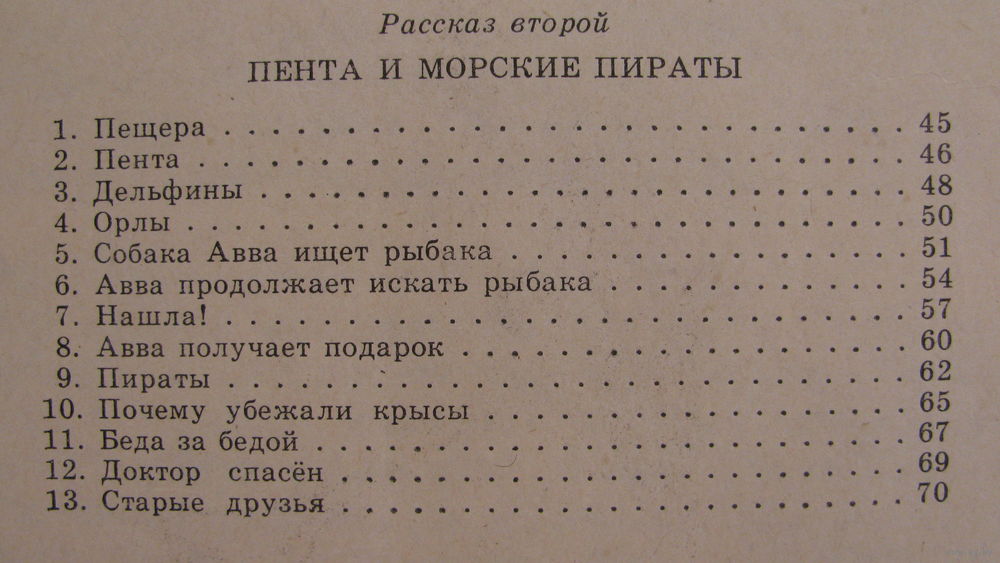 Рассказ второй
ПЕНТА И МОРСКИЕ ПИРАТЫ
1. Пещера . . . . . . . . . . . . . . . . . . . . . . . . 45
2. Пента . . . . . . . . . . . . . . . . . . . . . . . . . 46
3. Дельфины . . . . . . . . . . . . . . . . . . . . . . . 48
4. Орлы . . . . . . . . . . . . . . . . . . . . . . . . . 50
5. Собака Авва ищет рыбака . . . . . . . . . . . . . . 51
6. Авва продолжает искать рыбака . . . . . . . . . . . 54
7. Нашла! . . . . . . . . . . . . . . . . . . . . . . . . 57
8. Авва получает подарок . . . . . . . . . . . . . . . . 60
9. Пираты . . . . . . . . . . . . . . . . . . . . . . . . 62
10. Почему убежали крысы . . . . . . . . . . . . . . . 65
11. Беда за бедой . . . . . . . . . . . . . . . . . . . . . 67
12. Доктор спасён . . . . . . . . . . . . . . . . . . . . 69
13. Старые друзья . . . . . . . . . . . . . . . . . . . . 70